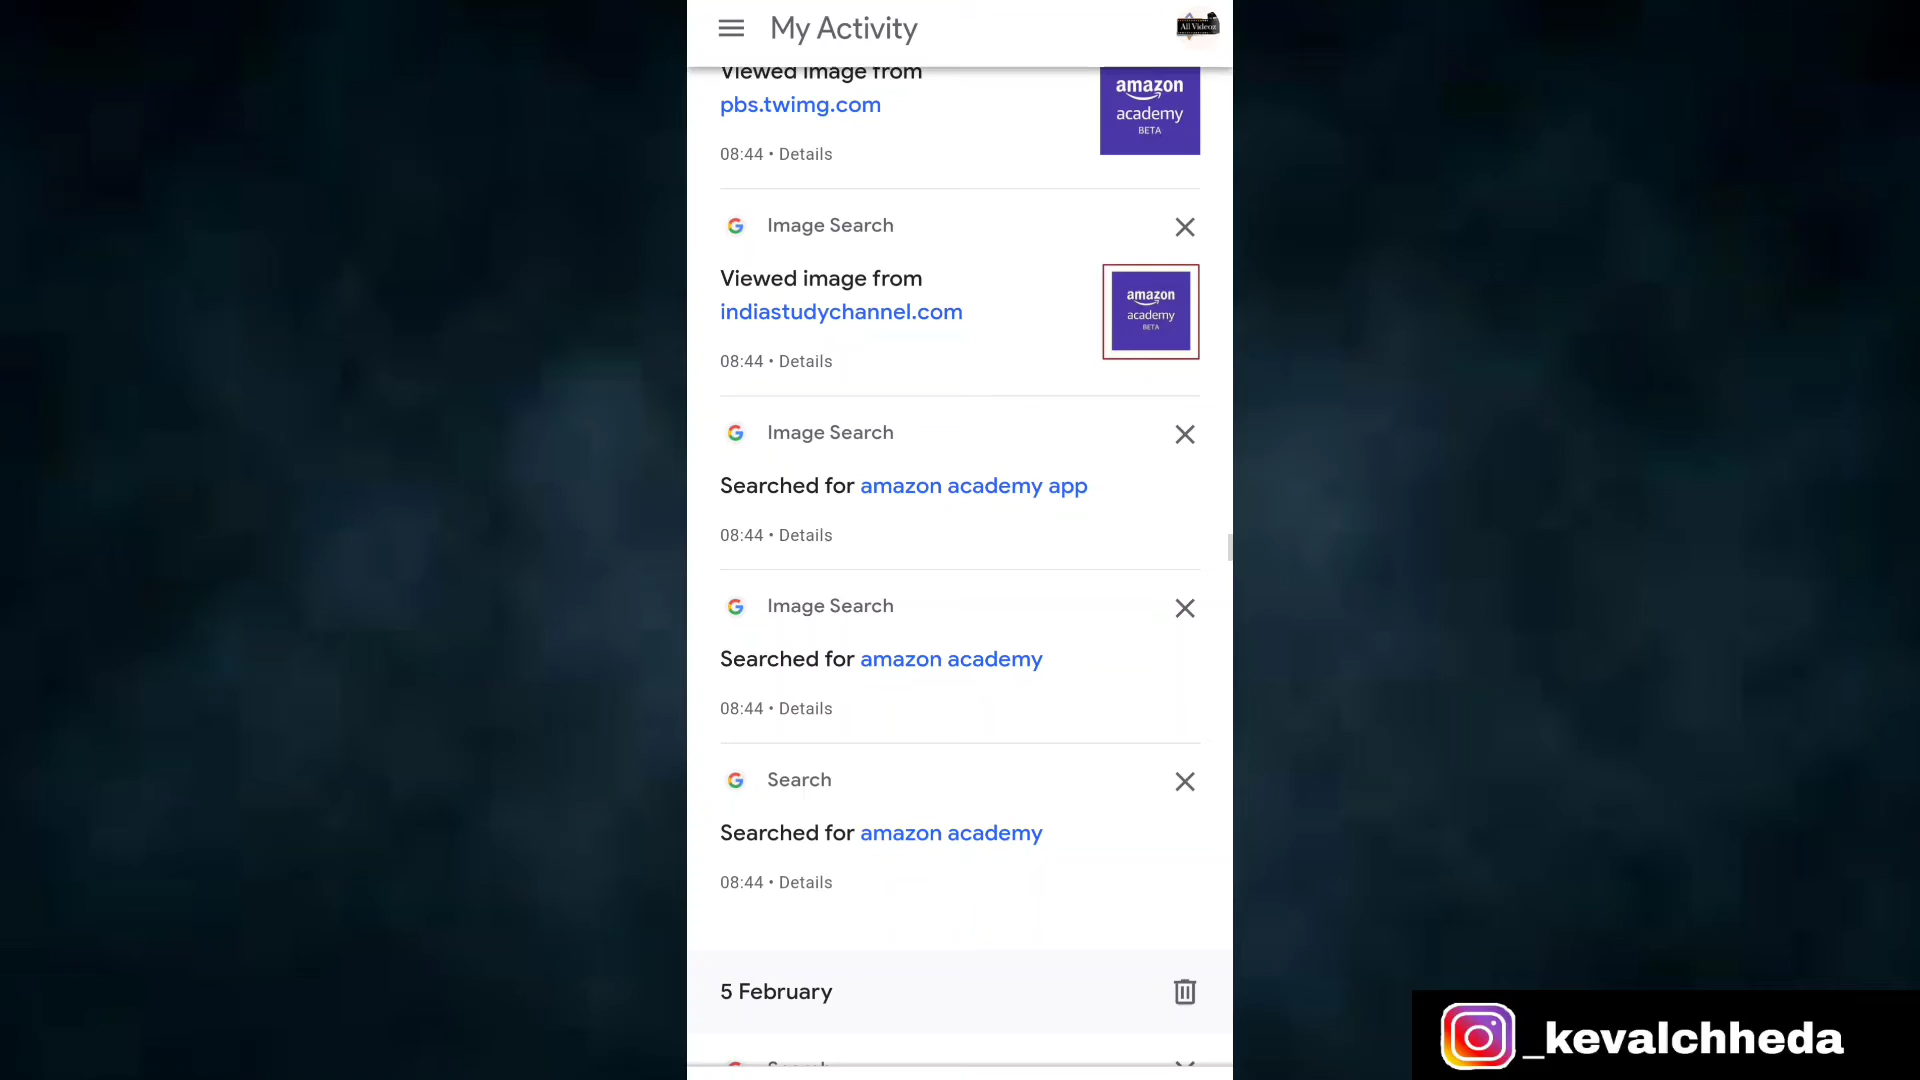 My Activity
All Videoz
Viewed image from
pbs.twimg.com
08:44 • Details
amazon
academy
BETA
Image Search
Viewed image from
indiastudychannel.com
08:44 • Details
amazon
academy
BETA
Image Search
Searched for amazon academy app
08:44 • Details
Image Search
Searched for amazon academy
08:44 • Details
Search
Searched for amazon academy
08:44 • Details
5 February
_kevalchheda